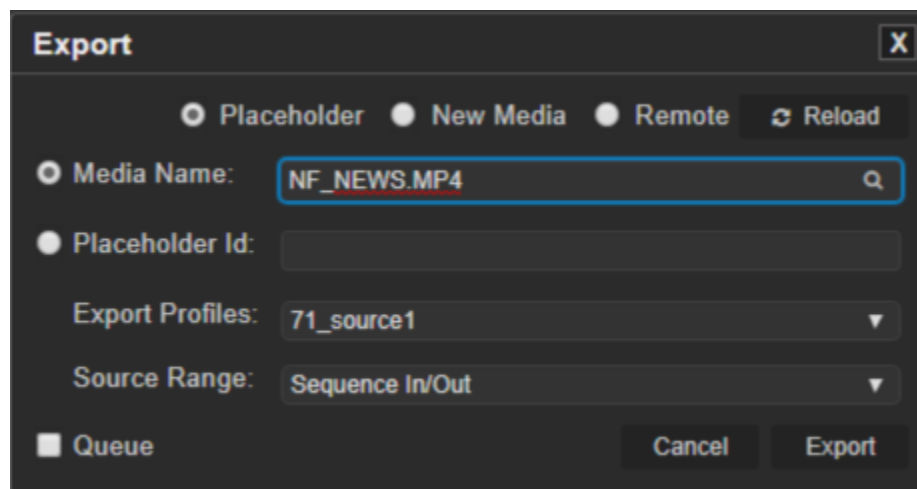 Export X
Placeholder New Media Remote Reload
Media Name: NF_NEWS.MP4
Placeholder Id:
Export Profiles: 71_source1
Source Range: Sequence In/Out
Queue Cancel Export